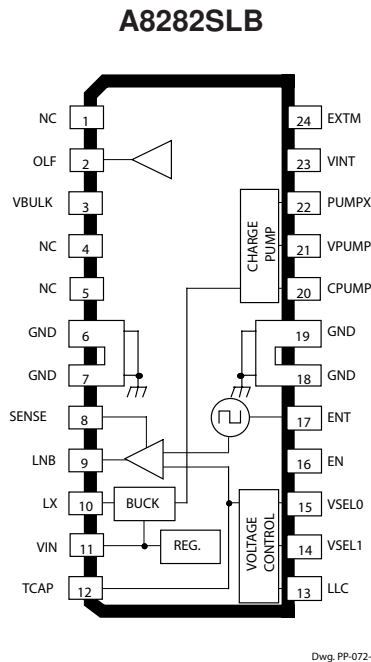 A8282SLB
NC 1
24 EXTM
OLF 2
23 VINT
VBULK 3
22 PUMPX
NC 4
21 VPUMP
NC 5
20 CPUMP
CHARGE
PUMP
GND 6
19 GND
GND 7
18 GND
SENSE 8
17 ENT
LNB 9
16 EN
LX 10
BUCK
15 VSEL0
VIN 11
REG.
14 VSEL1
TCAP 12
13 LLC
VOLTAGE
CONTROL
Dwg. PP-072-